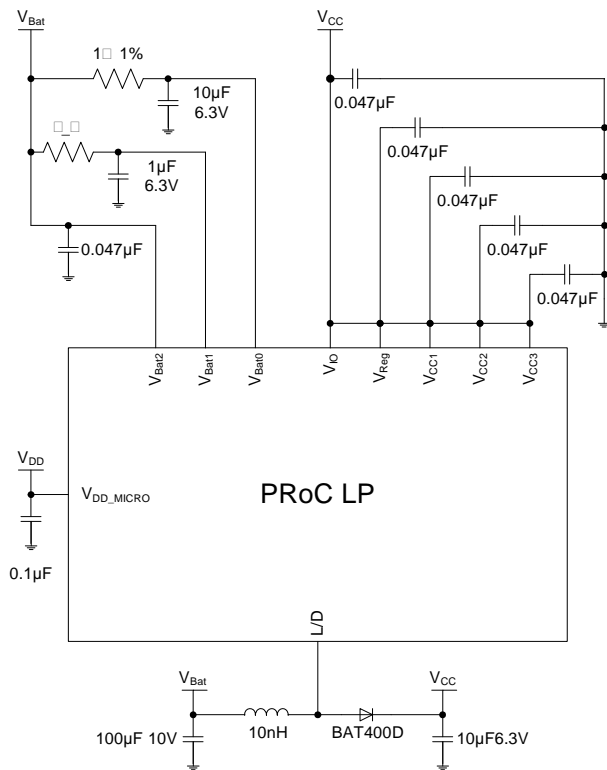 VBat
VCC
1□ 1%
10µF
6.3V
0.047µF
□_□
0.047µF
1µF
6.3V
0.047µF
0.047µF
0.047µF
0.047µF
VBat2
VBat1
VBat0
VIO
VReg
VCC1
VCC2
VCC3
VDD
VDD_MICRO
PRoC LP
0.1µF
L/D
VBat
VCC
100µF 10V
10nH
BAT400D
10µF6.3V